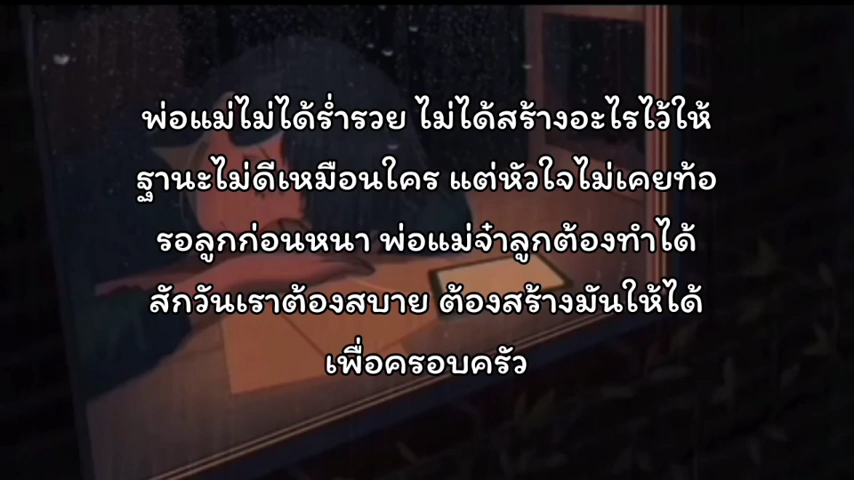 พ่อแม่ไม่ได้ร่ำรวย ไม่ได้สร้างอะไรไว้ให้
ฐานะไม่ดีเหมือนใคร แต่หัวใจไม่เคยท้อ
รอลูกก่อนหนา พ่อแม่จ๋าลูกต้องทำได้
สักวันเราต้องสบาย ต้องสร้างมันให้ได้
เพื่อครอบครัว